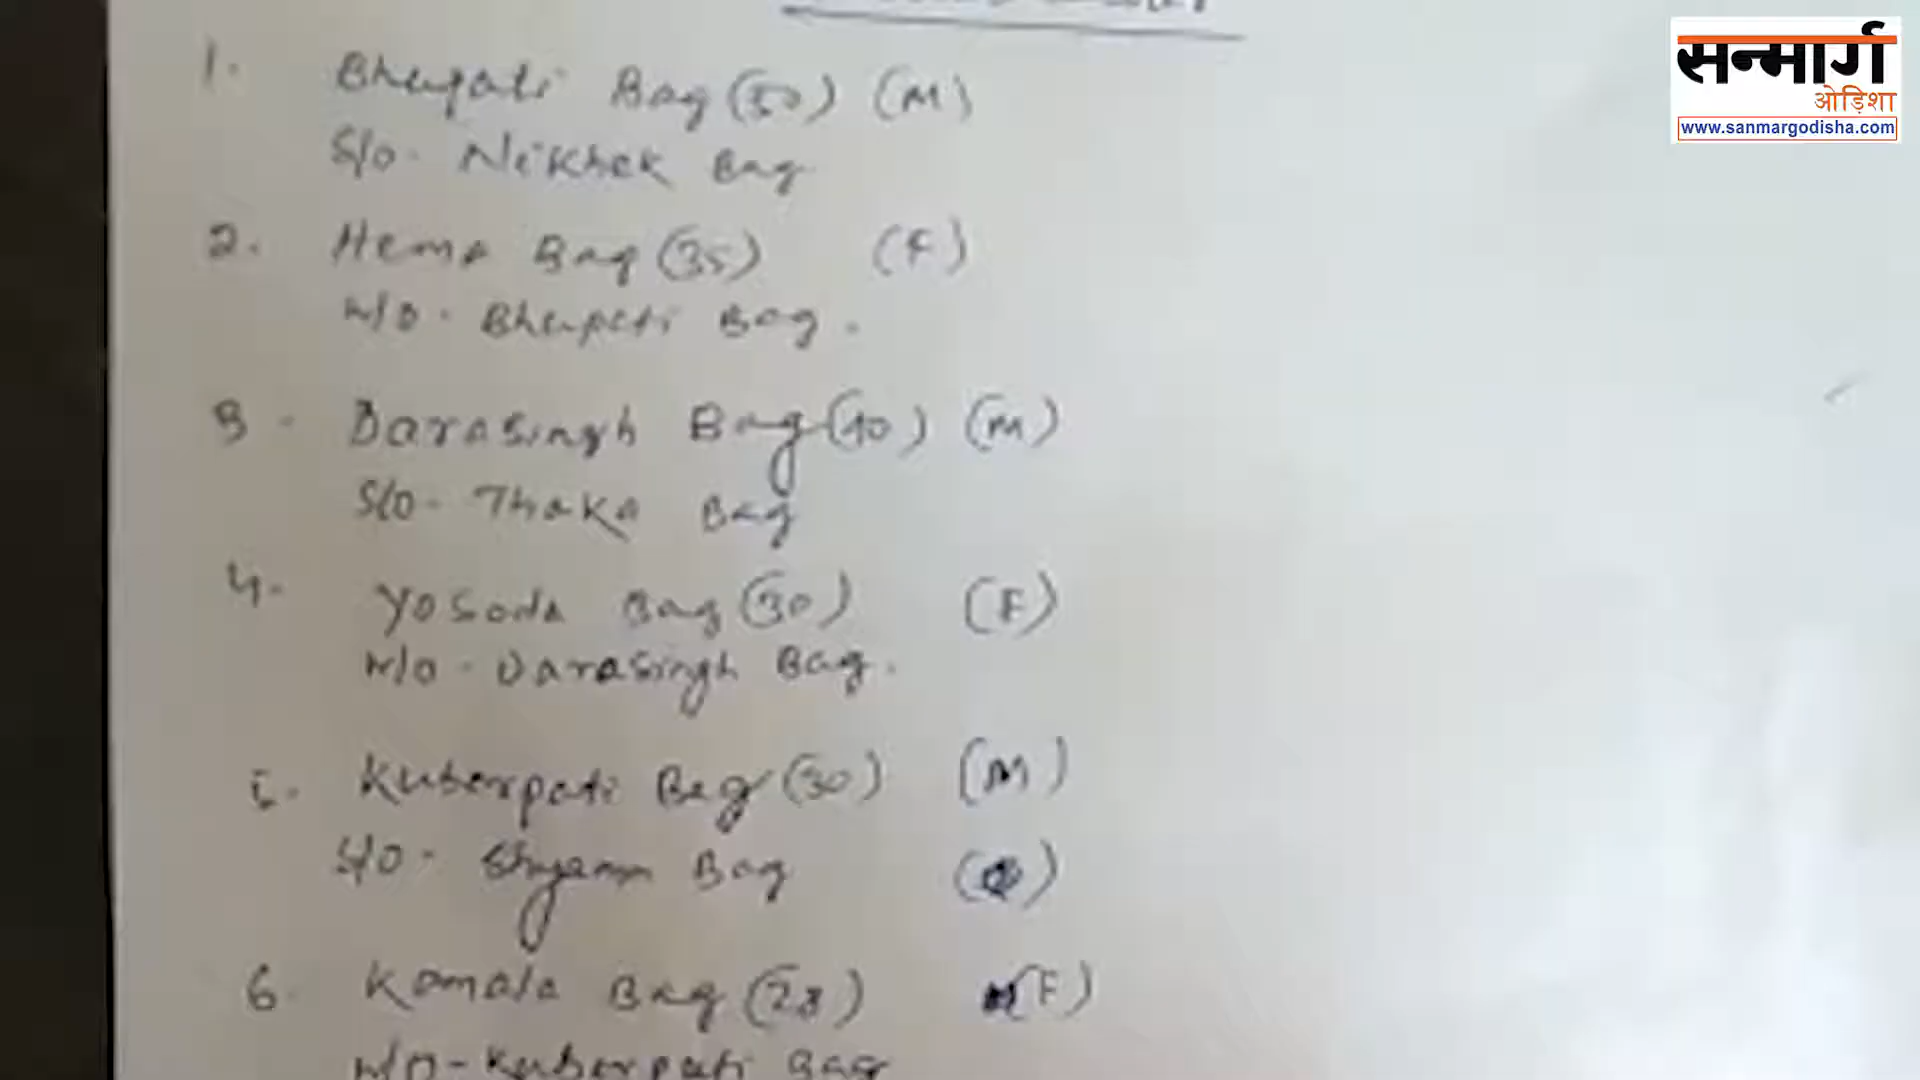 सन्मार्ग
ओड़िशा
www.sanmargodisha.com
1. Bhupati Bag (50) (M)
S/o - Nikhek Bag
2. Hema Bag (35) (F)
W/o - Bhupati Bag.
3 - Darasingh Bag (40) (M)
S/o - Thaka Bag
4. Yosoda Bag (30) (F)
W/o - Darasingh Bag.
5. Kuberpati Bag (30) (M)
S/o - Shyam Bag
6. Kamala Bag (28) (F)
W/o - Kuberpati Bag